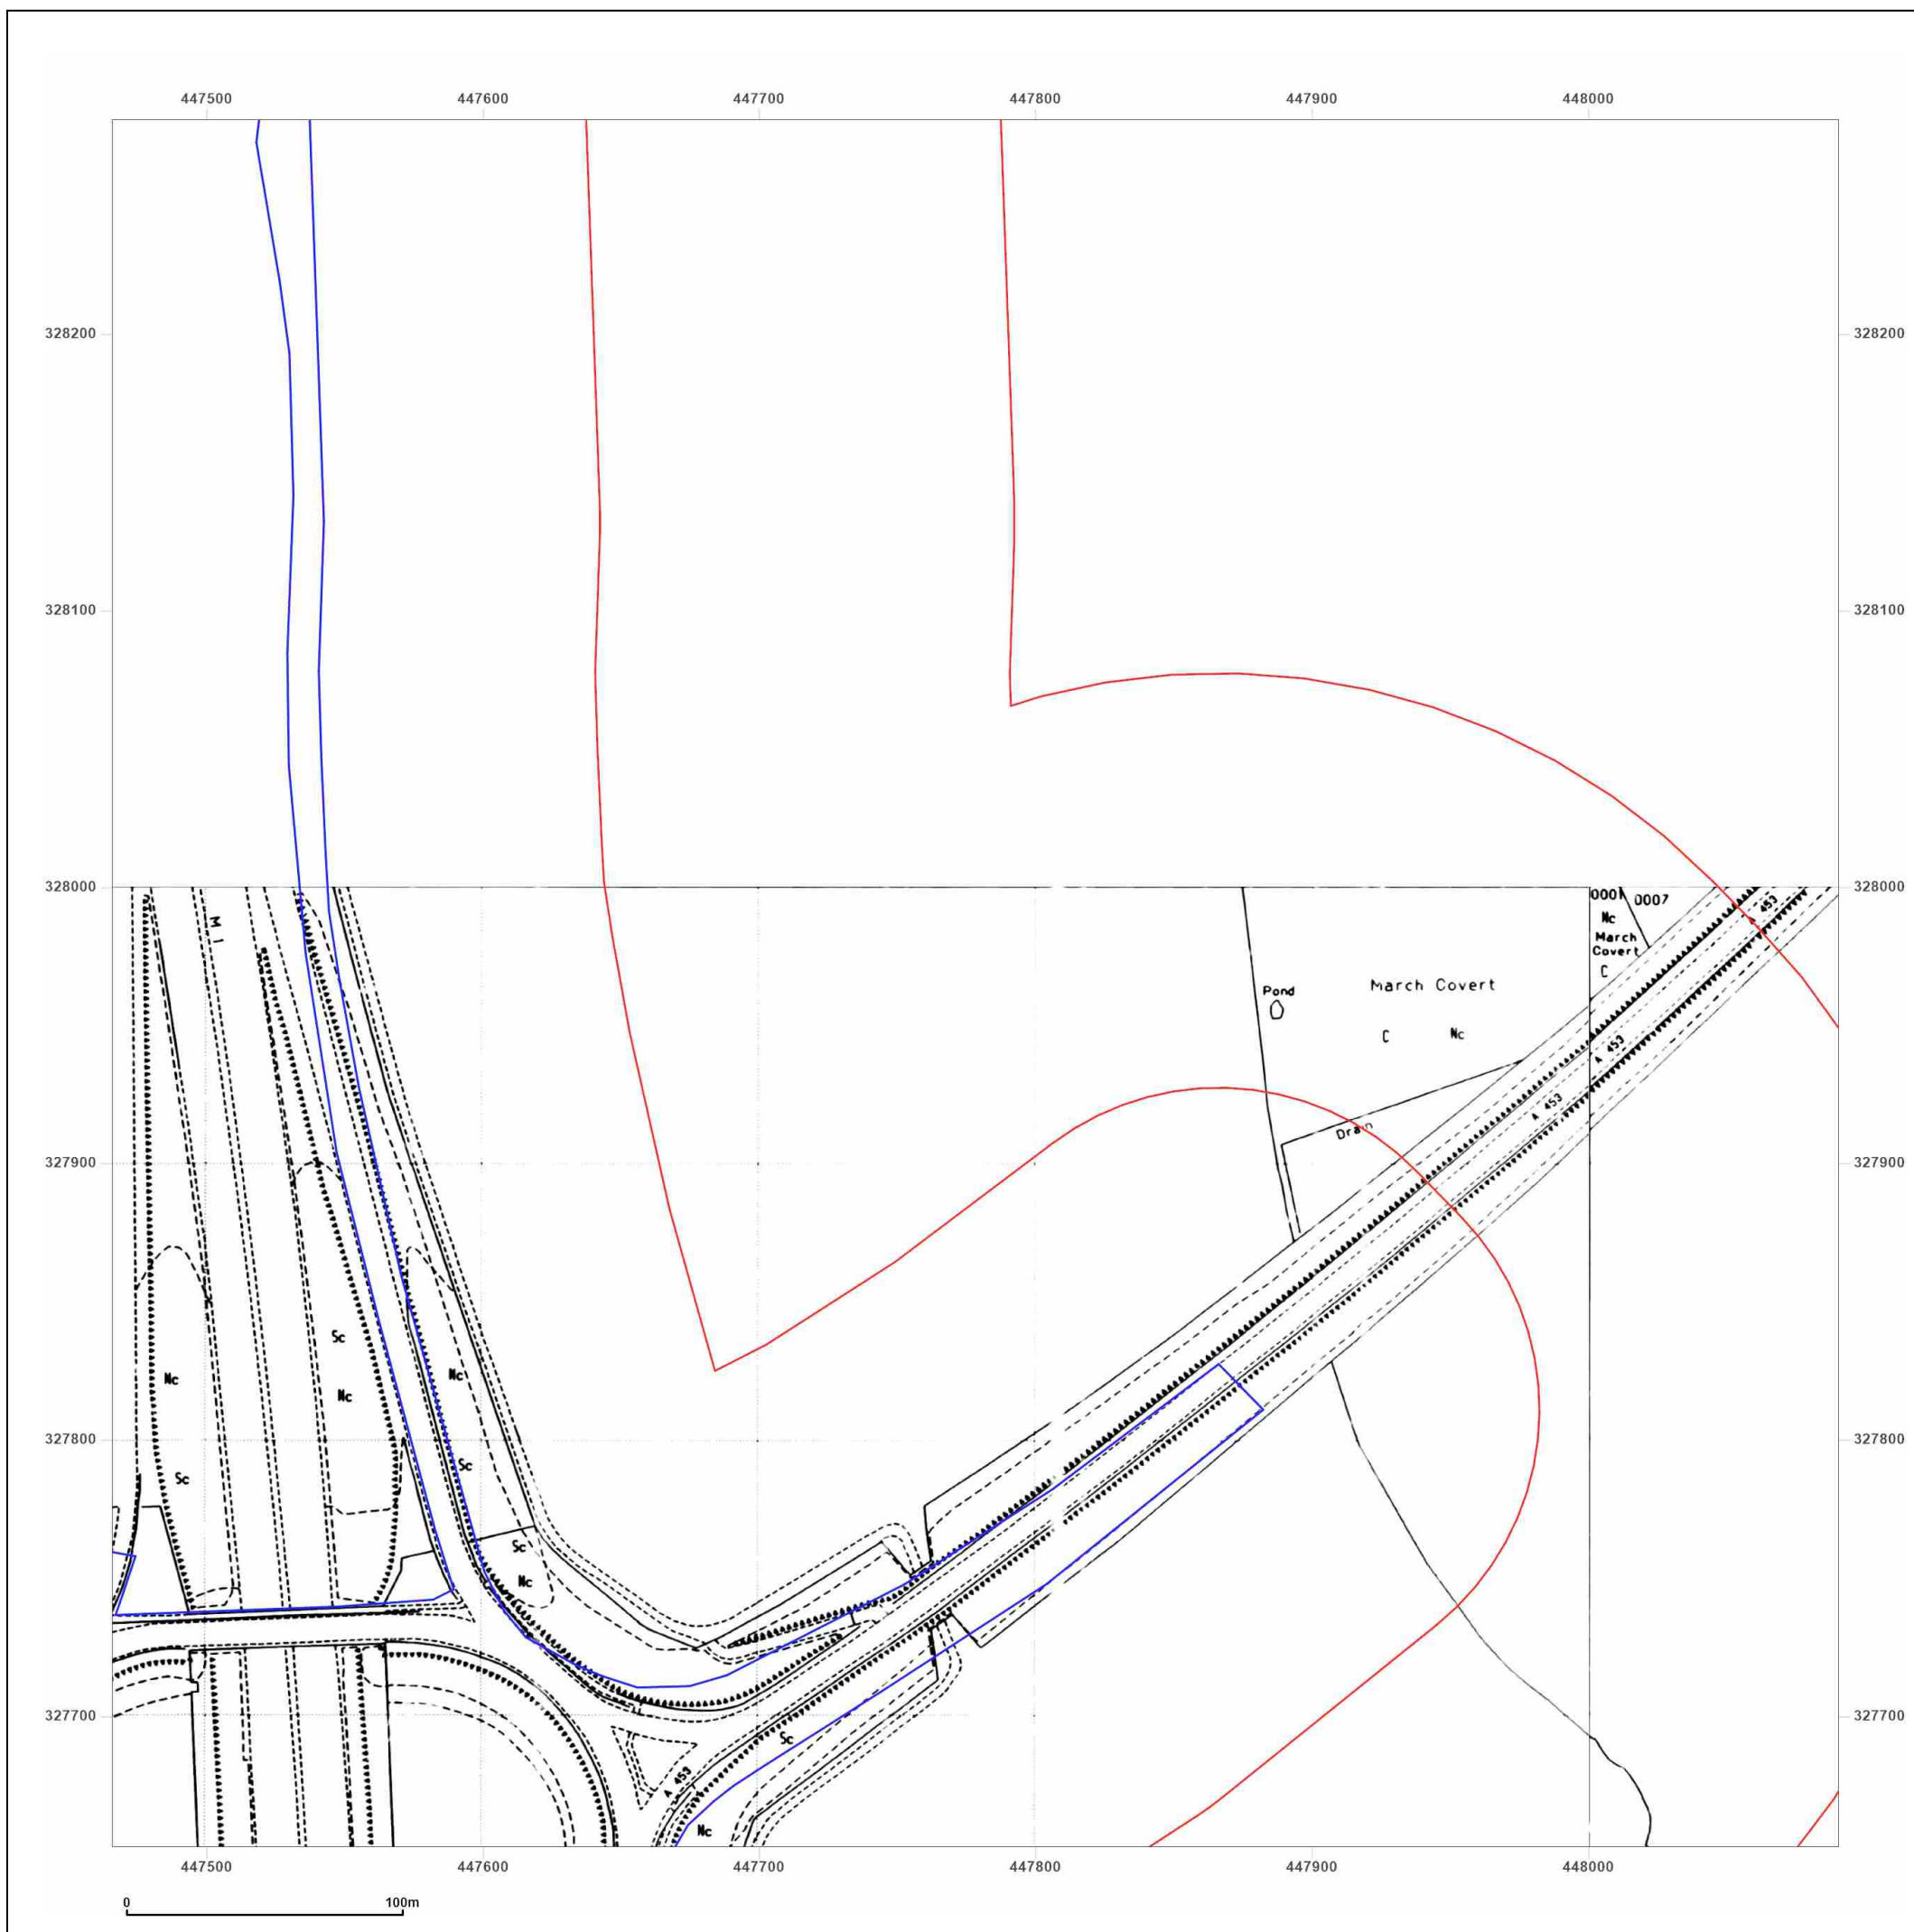 447500 447600 447700 447800 447900 448000
328200 328200
328100 328100
328000 328000
0001 0007
453
M 1
Nc
March
Covert
C
March Covert
Pond
C Nc
A 453
A 453
Drain
327900 327900
Sc
Nc
Nc
Nc
327800 327800
Sc
Sc
Sc
Nc
327700 327700
Sc
A 453
Nc
447500 447600 447700 447800 447900 448000
0 100m